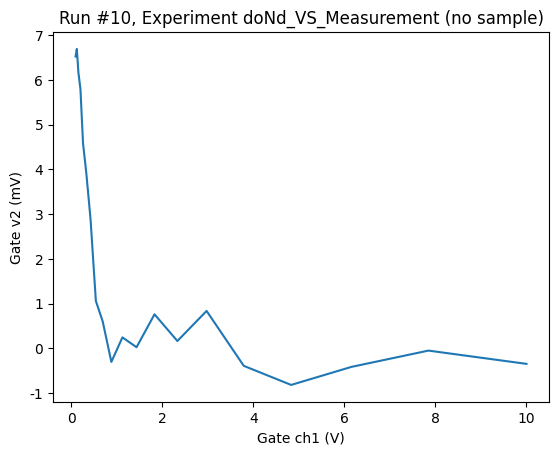 Run #10, Experiment doNd_VS_Measurement (no sample)
7
6
5
4
3
2
1
0
-1
Gate v2 (mV)
0 2 4 6 8 10
Gate ch1 (V)